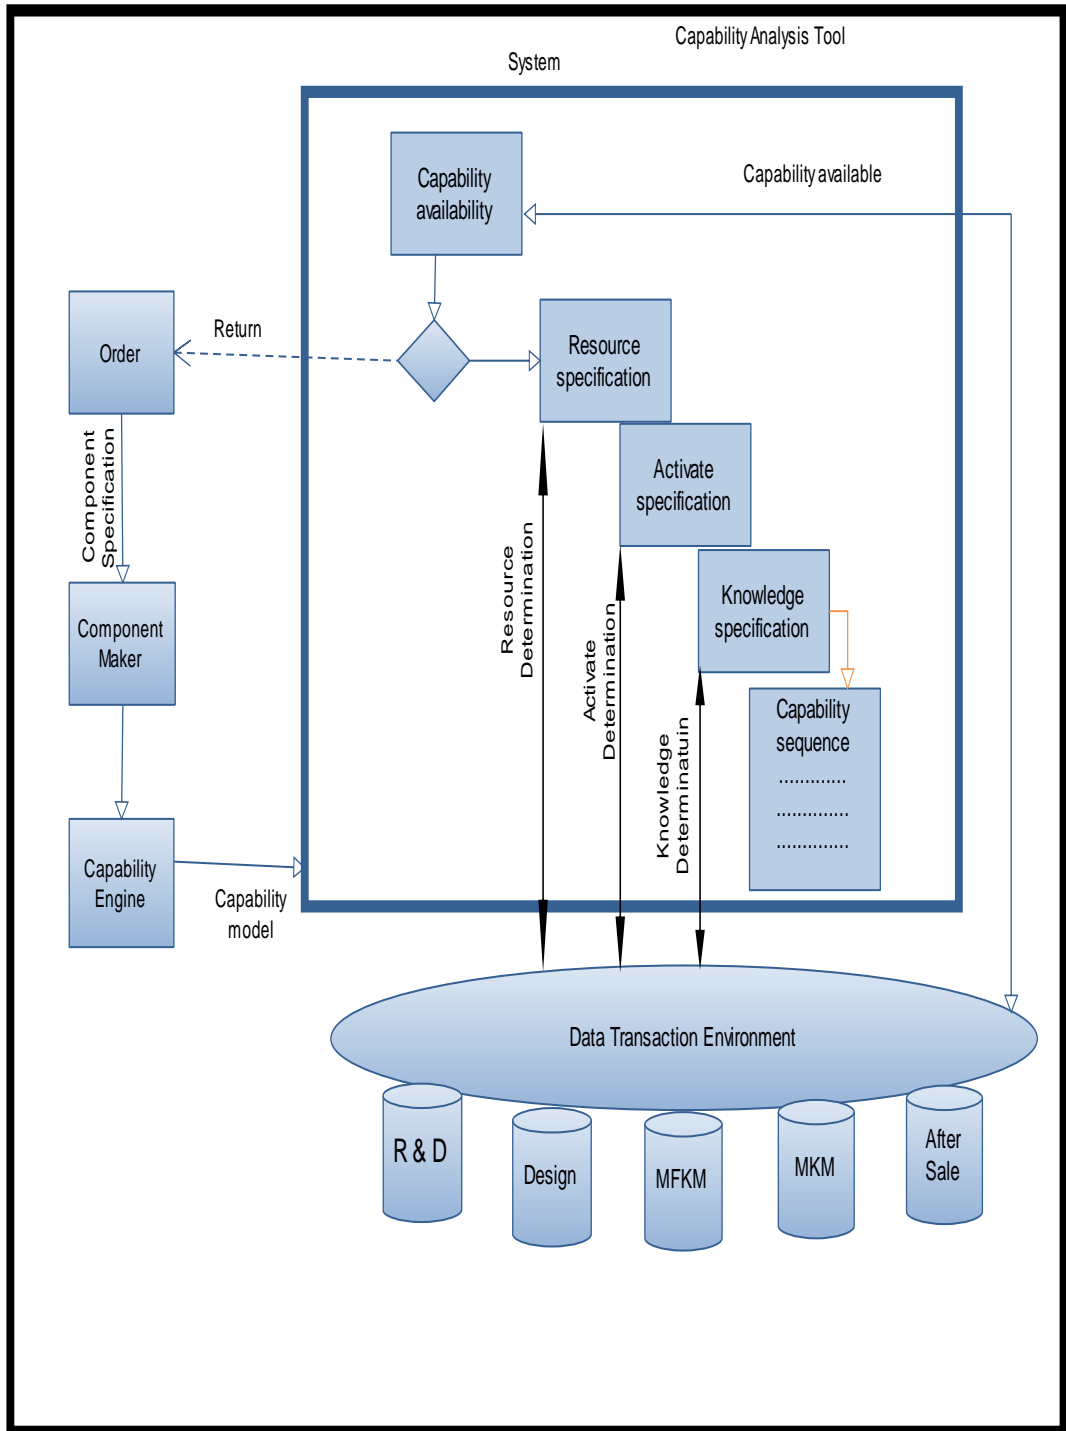 Capability Analysis Tool
System
Capability
availability
Capability available
Order
Return
Resource
specification
Component
Specification
Activate
specification
Resource
Determination
Component
Maker
Activate
Determination
Knowledge
specification
Knowledge
Determinatuin
Capability
sequence
.............
..............
..............
Capability
Engine
Capability
model
Data Transaction Environment
R & D
Design
MFKM
MKM
After
Sale